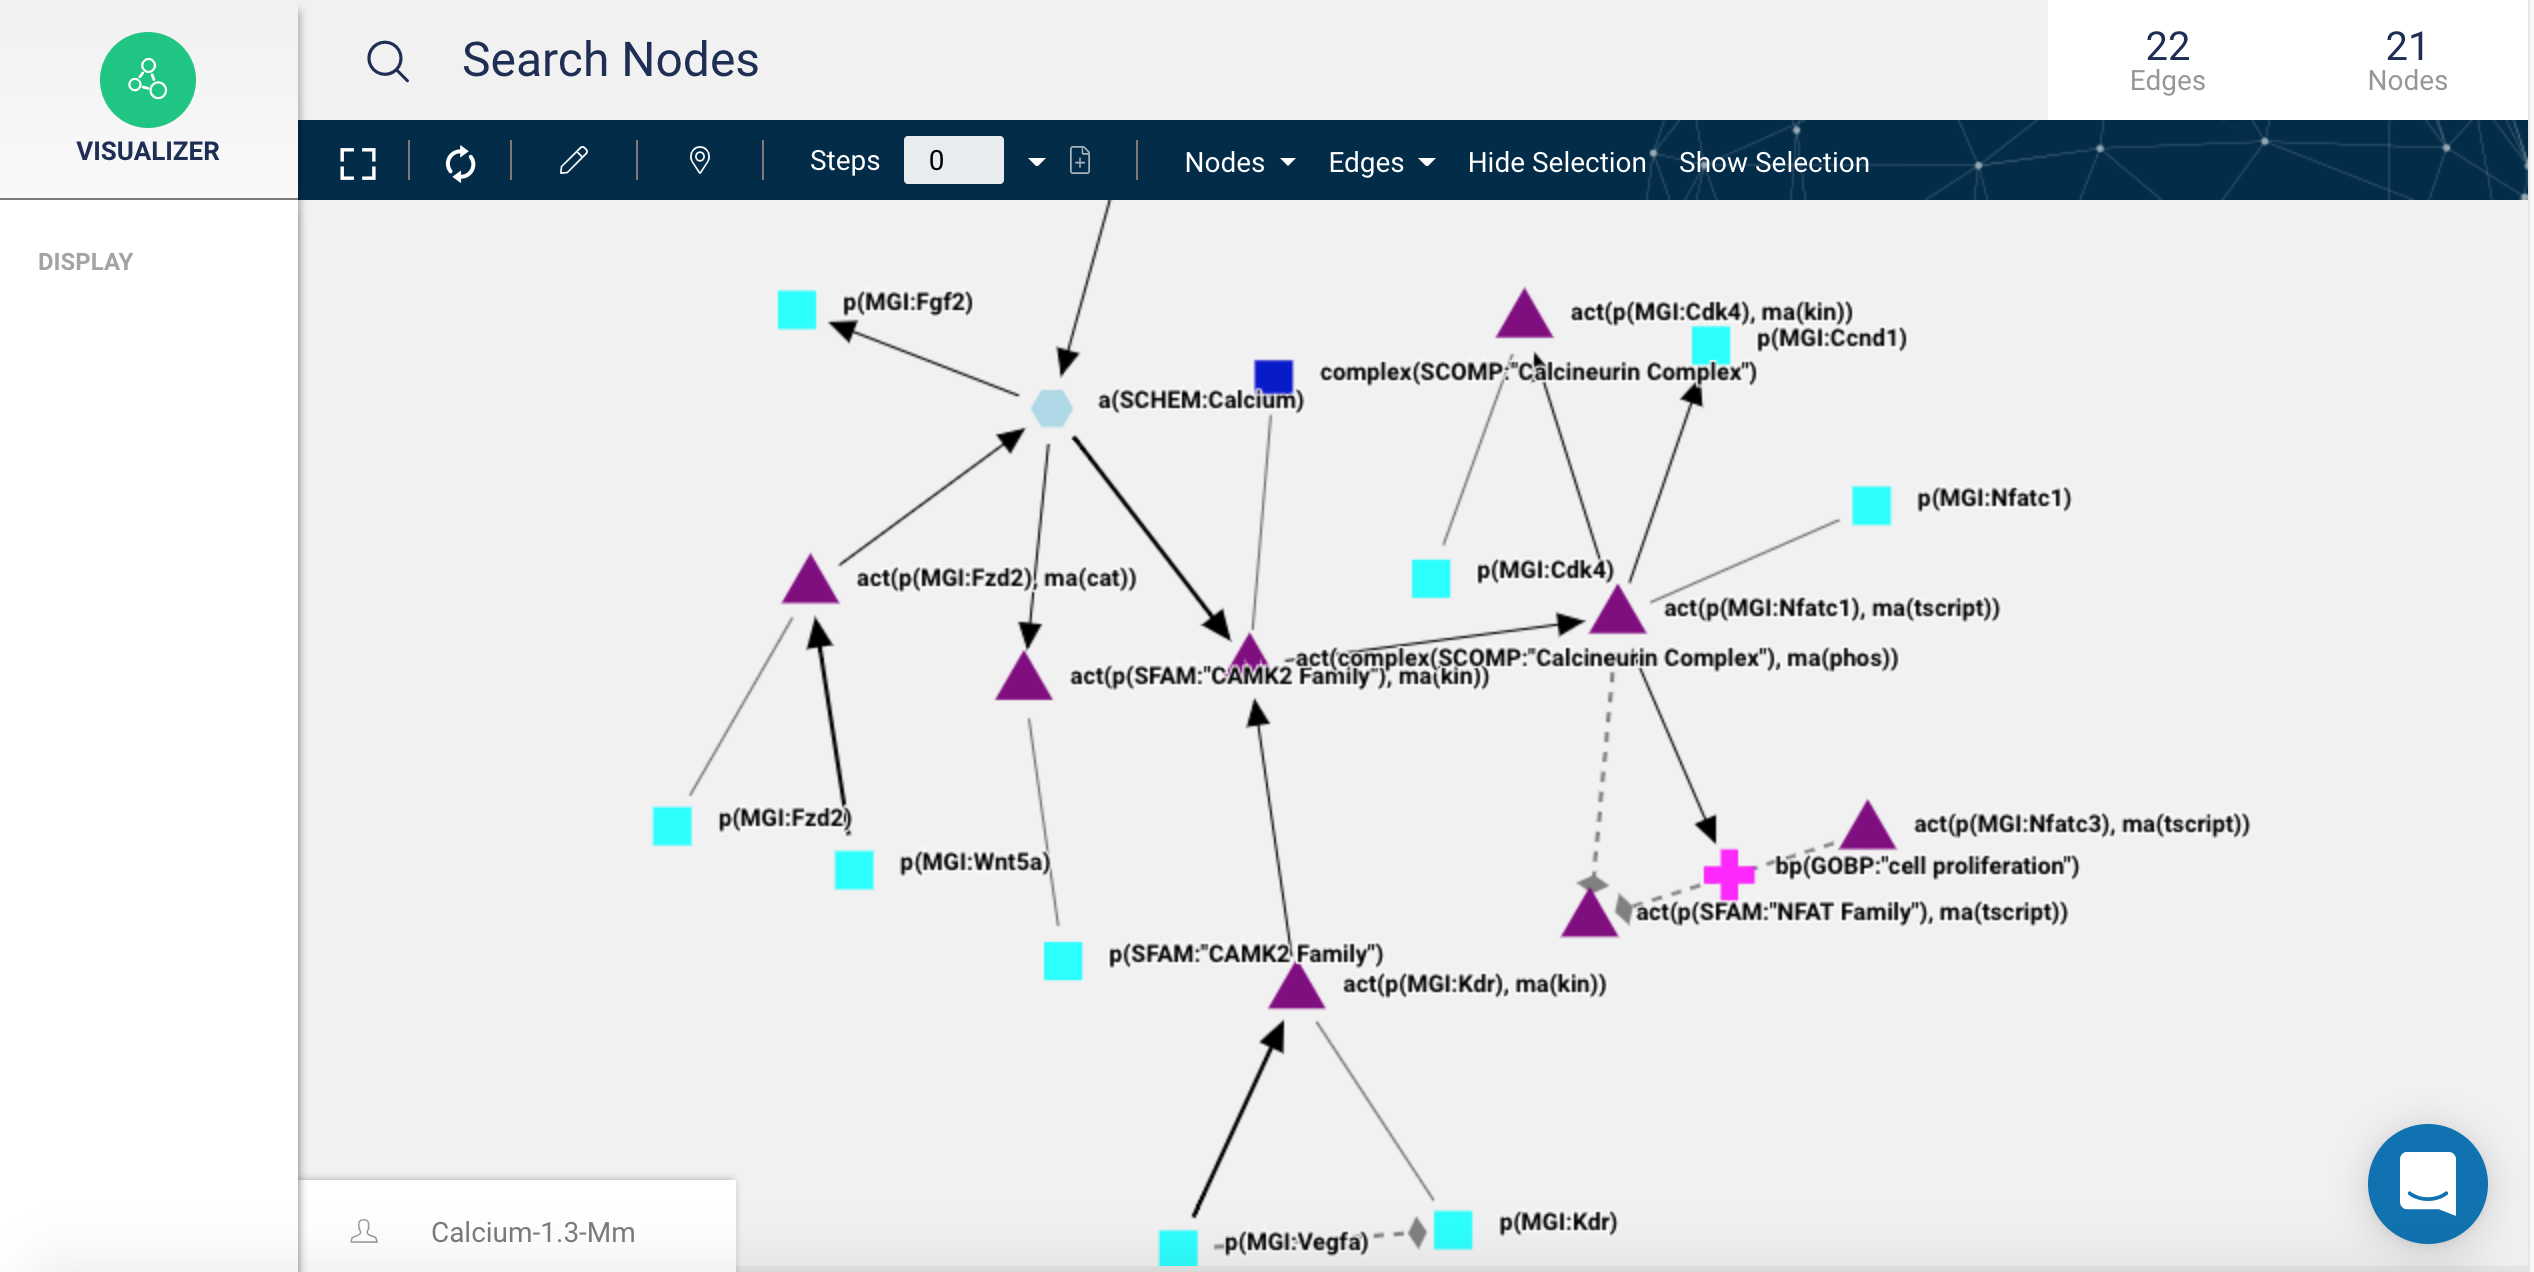 Search Nodes
22
Edges
21
Nodes
VISUALIZER
Steps
0
Nodes
Edges
Hide Selection
Show Selection
DISPLAY
p(MGI:Fgf2)
act(p(MGI:Cdk4), ma(kin))
p(MGI:Ccnd1)
complex(SCOMP:"Calcineurin Complex")
a(SCHEM:Calcium)
p(MGI:Nfatc1)
p(MGI:Cdk4)
act(p(MGI:Fzd2), ma(cat))
act(p(MGI:Nfatc1), ma(tscript))
act(complex(SCOMP:"Calcineurin Complex"), ma(phos))
act(p(SFAM:"CAMK2 Family"), ma(kin))
p(MGI:Fzd2)
act(p(MGI:Nfatc3), ma(tscript))
p(MGI:Wnt5a)
bp(GOBP:"cell proliferation")
act(p(SFAM:"NFAT Family"), ma(tscript))
p(SFAM:"CAMK2 Family")
act(p(MGI:Kdr), ma(kin))
p(MGI:Kdr)
p(MGI:Vegfa)
Calcium-1.3-Mm